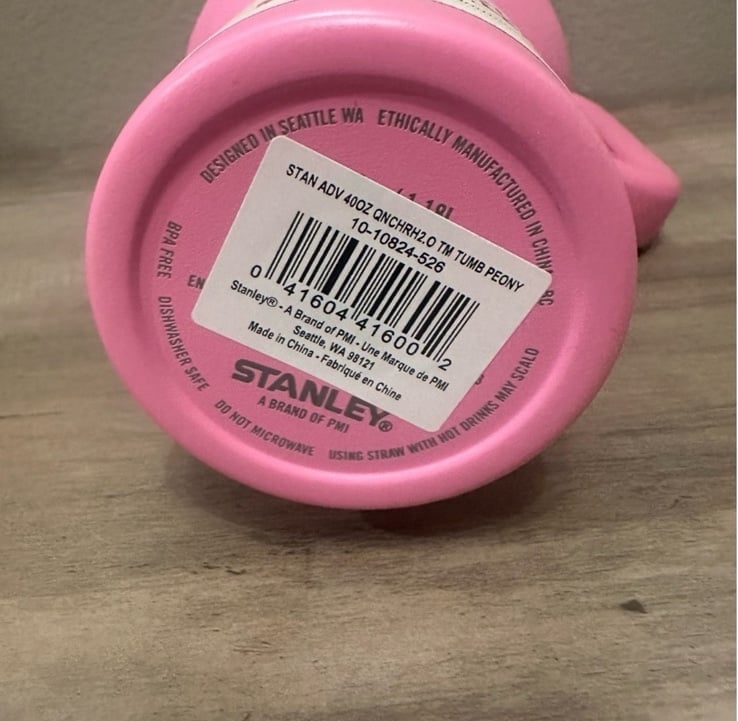 DESIGNED IN SEATTLE WA ETHICALLY MANUFACTURED IN
STAN ADV 40OZ QNCHRH2.O TM TUMB PEONY
10-10824-526
0 41604 41600 2
Stanley® - A Brand of PMI - Une Marque de PMI
Seattle, WA 98121
Made in China - Fabriqué en Chine
STANLEY®
A BRAND OF PMI
BPA FREE DISHWASHER SAFE DO NOT MICROWAVE USING STRAW WITH HOT DRINKS MAY SCALD